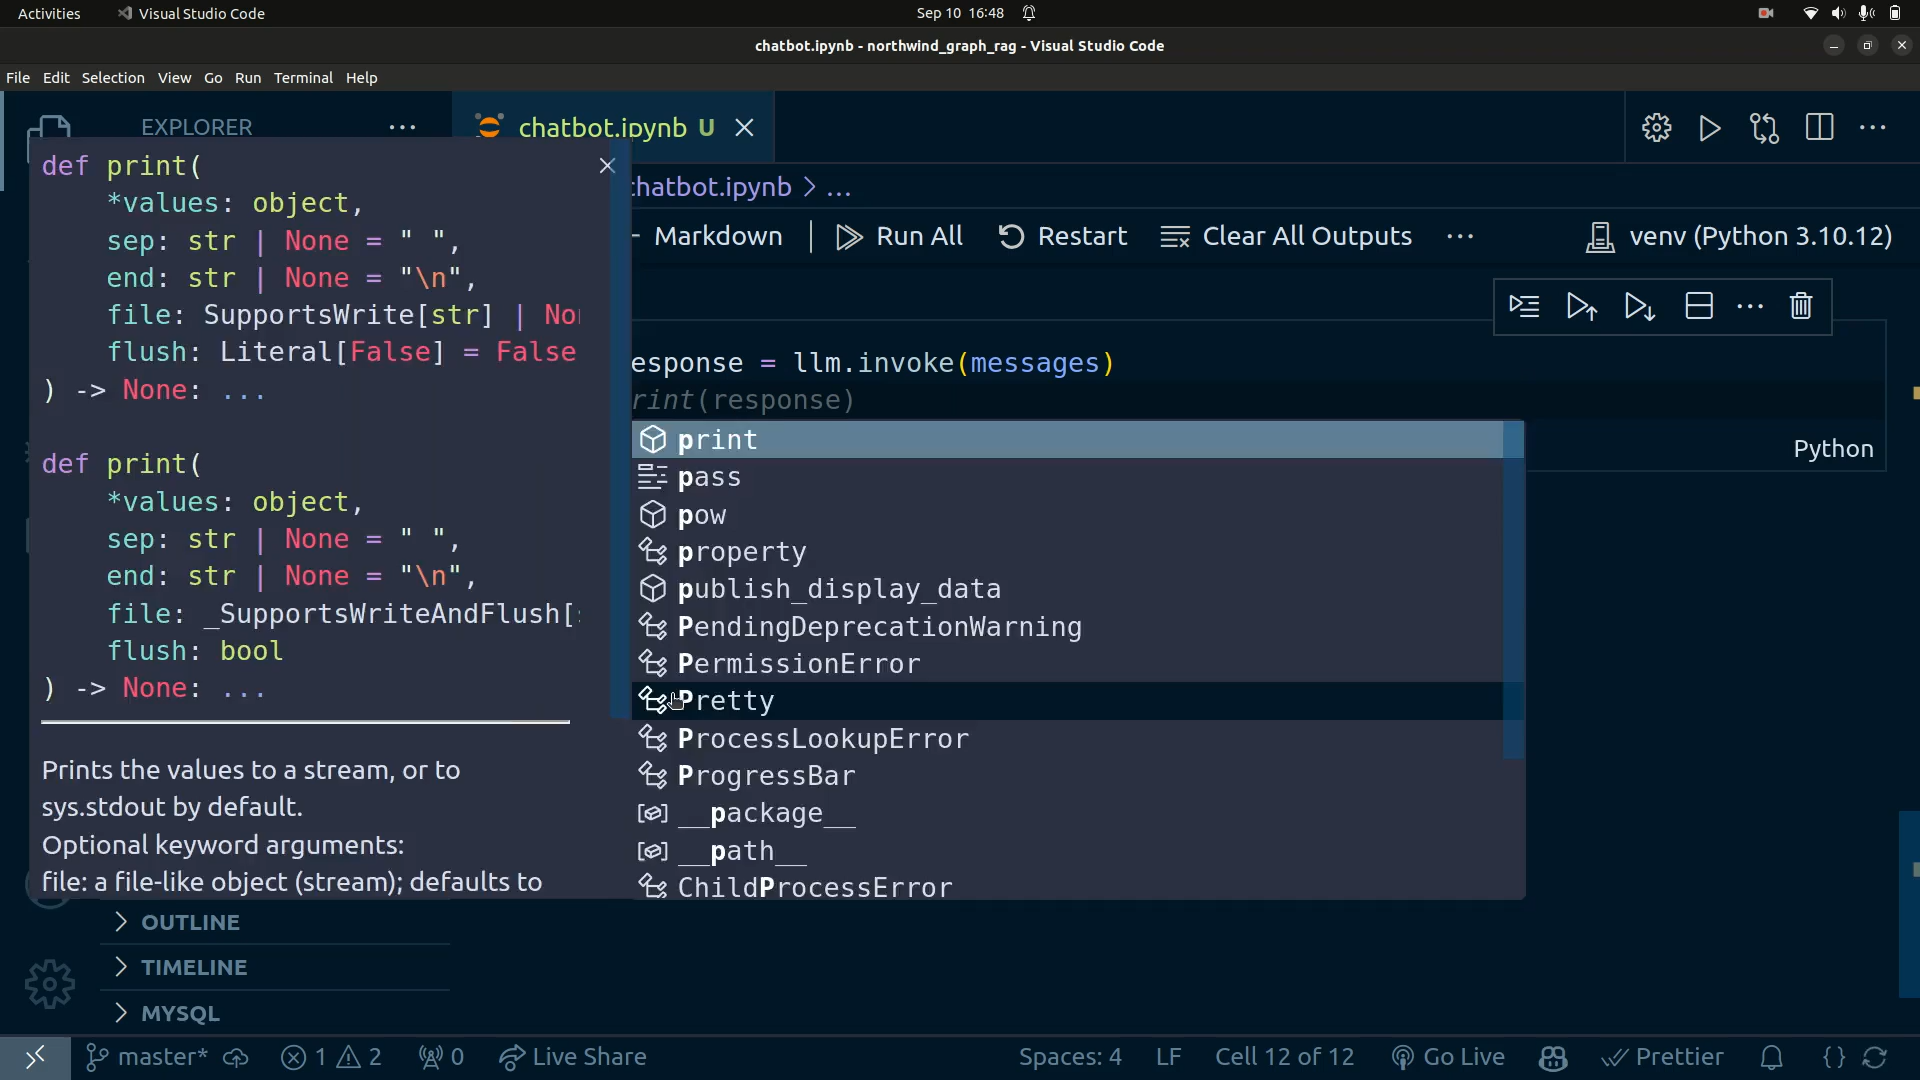 Activities Visual Studio Code Sep 10 16:48
chatbot.ipynb - northwind_graph_rag - Visual Studio Code
File Edit Selection View Go Run Terminal Help
EXPLORER ... chatbot.ipynb U
chatbot.ipynb > ...
Markdown Run All Restart Clear All Outputs ... venv (Python 3.10.12)
def print(
*values: object,
sep: str | None = " ",
end: str | None = "\n",
file: SupportsWrite[str] | Non
flush: Literal[False] = False
) -> None: ...
def print(
*values: object,
sep: str | None = " ",
end: str | None = "\n",
file: _SupportsWriteAndFlush[s
flush: bool
) -> None: ...
Prints the values to a stream, or to
sys.stdout by default.
Optional keyword arguments:
file: a file-like object (stream); defaults to
esponse = llm.invoke(messages)
rint(response)
print
pass
pow
property
publish_display_data
PendingDeprecationWarning
PermissionError
Pretty
ProcessLookupError
ProgressBar
__package__
__path__
ChildProcessError
Python
OUTLINE
TIMELINE
MYSQL
master* 1 2 0 Live Share Spaces: 4 LF Cell 12 of 12 Go Live Prettier {}